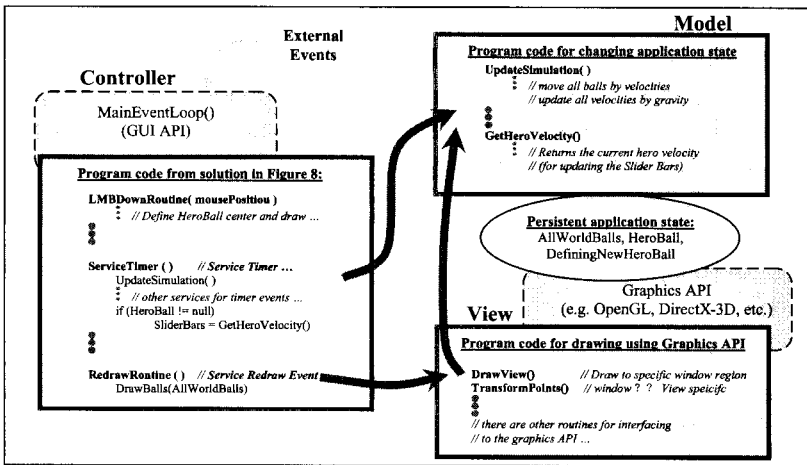 External
Events
Controller
MainEventLoop()
(GUI API)
Program code from solution in Figure 8:
LMBDownRoutine( mousePositiou )
// Define HeroBall center and draw ...
ServiceTimer ( ) // Service Timer ...
UpdateSimulation( )
// other services for timer events ...
if (HeroBall != null)
SliderBars = GetHeroVelocity()
RedrawRoutine ( ) // Service Redraw Event
DrawBalls(AllWorldBalls)
Model
Program code for changing application state
UpdateSimulation( )
// move all balls by velocities
// update all velocities by gravity
GetHeroVelocity()
// Returns the current hero velocity
// (for updating the Slider Bars)
Persistent application state:
AllWorldBalls, HeroBall,
DefiningNewHeroBall
Graphics API
(e.g. OpenGL, DirectX-3D, etc.)
View
Program code for drawing using Graphics API
DrawView() // Draw to specific window region
TransformPoints() // window ? ? View speicifc
// there are other routines for interfacing
// to the graphics API ...